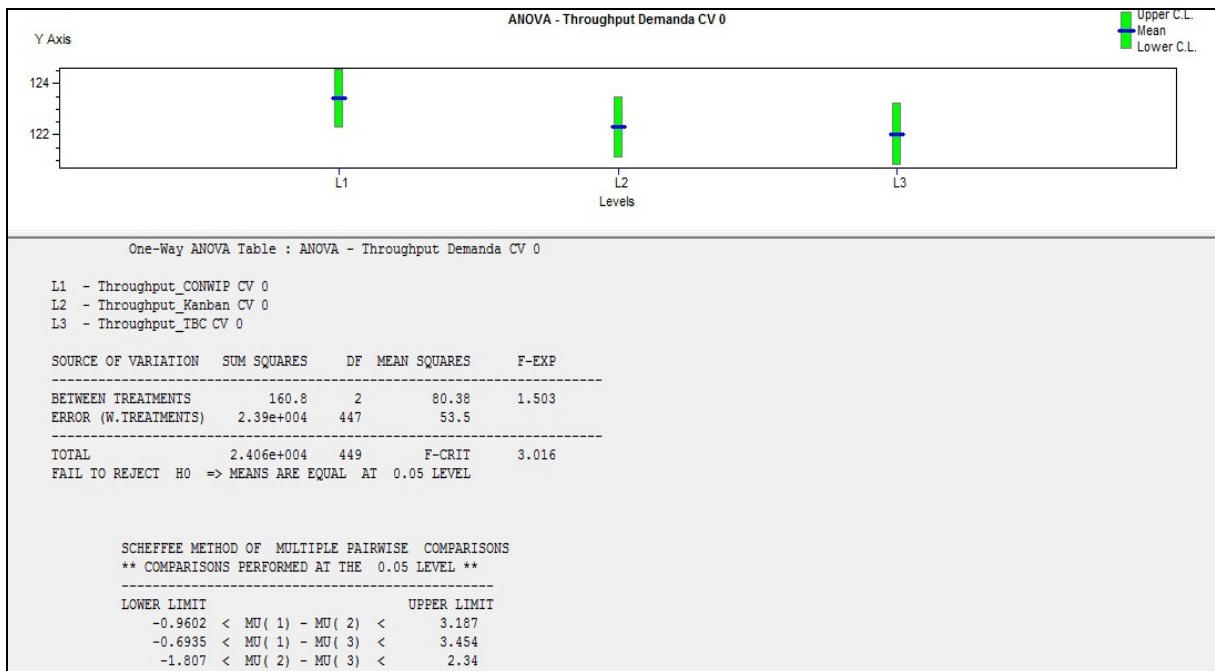 ANOVA - Throughput Demanda CV 0
Upper C.L.
Mean
Lower C.L.
Y Axis
124
122
L1 L2 L3
Levels
One-Way ANOVA Table : ANOVA - Throughput Demanda CV 0
L1 - Throughput_CONWIP CV 0
L2 - Throughput_Kanban CV 0
L3 - Throughput_TBC CV 0
SOURCE OF VARIATION SUM SQUARES DF MEAN SQUARES F-EXP
BETWEEN TREATMENTS 160.8 2 80.38 1.503
ERROR (W.TREATMENTS) 2.39e+004 447 53.5
TOTAL 2.406e+004 449 F-CRIT 3.016
FAIL TO REJECT H0 => MEANS ARE EQUAL AT 0.05 LEVEL
SCHEFFEE METHOD OF MULTIPLE PAIRWISE COMPARISONS
** COMPARISONS PERFORMED AT THE 0.05 LEVEL **
LOWER LIMIT UPPER LIMIT
-0.9602 < MU( 1) - MU( 2) < 3.187
-0.6935 < MU( 1) - MU( 3) < 3.454
-1.807 < MU( 2) - MU( 3) < 2.34